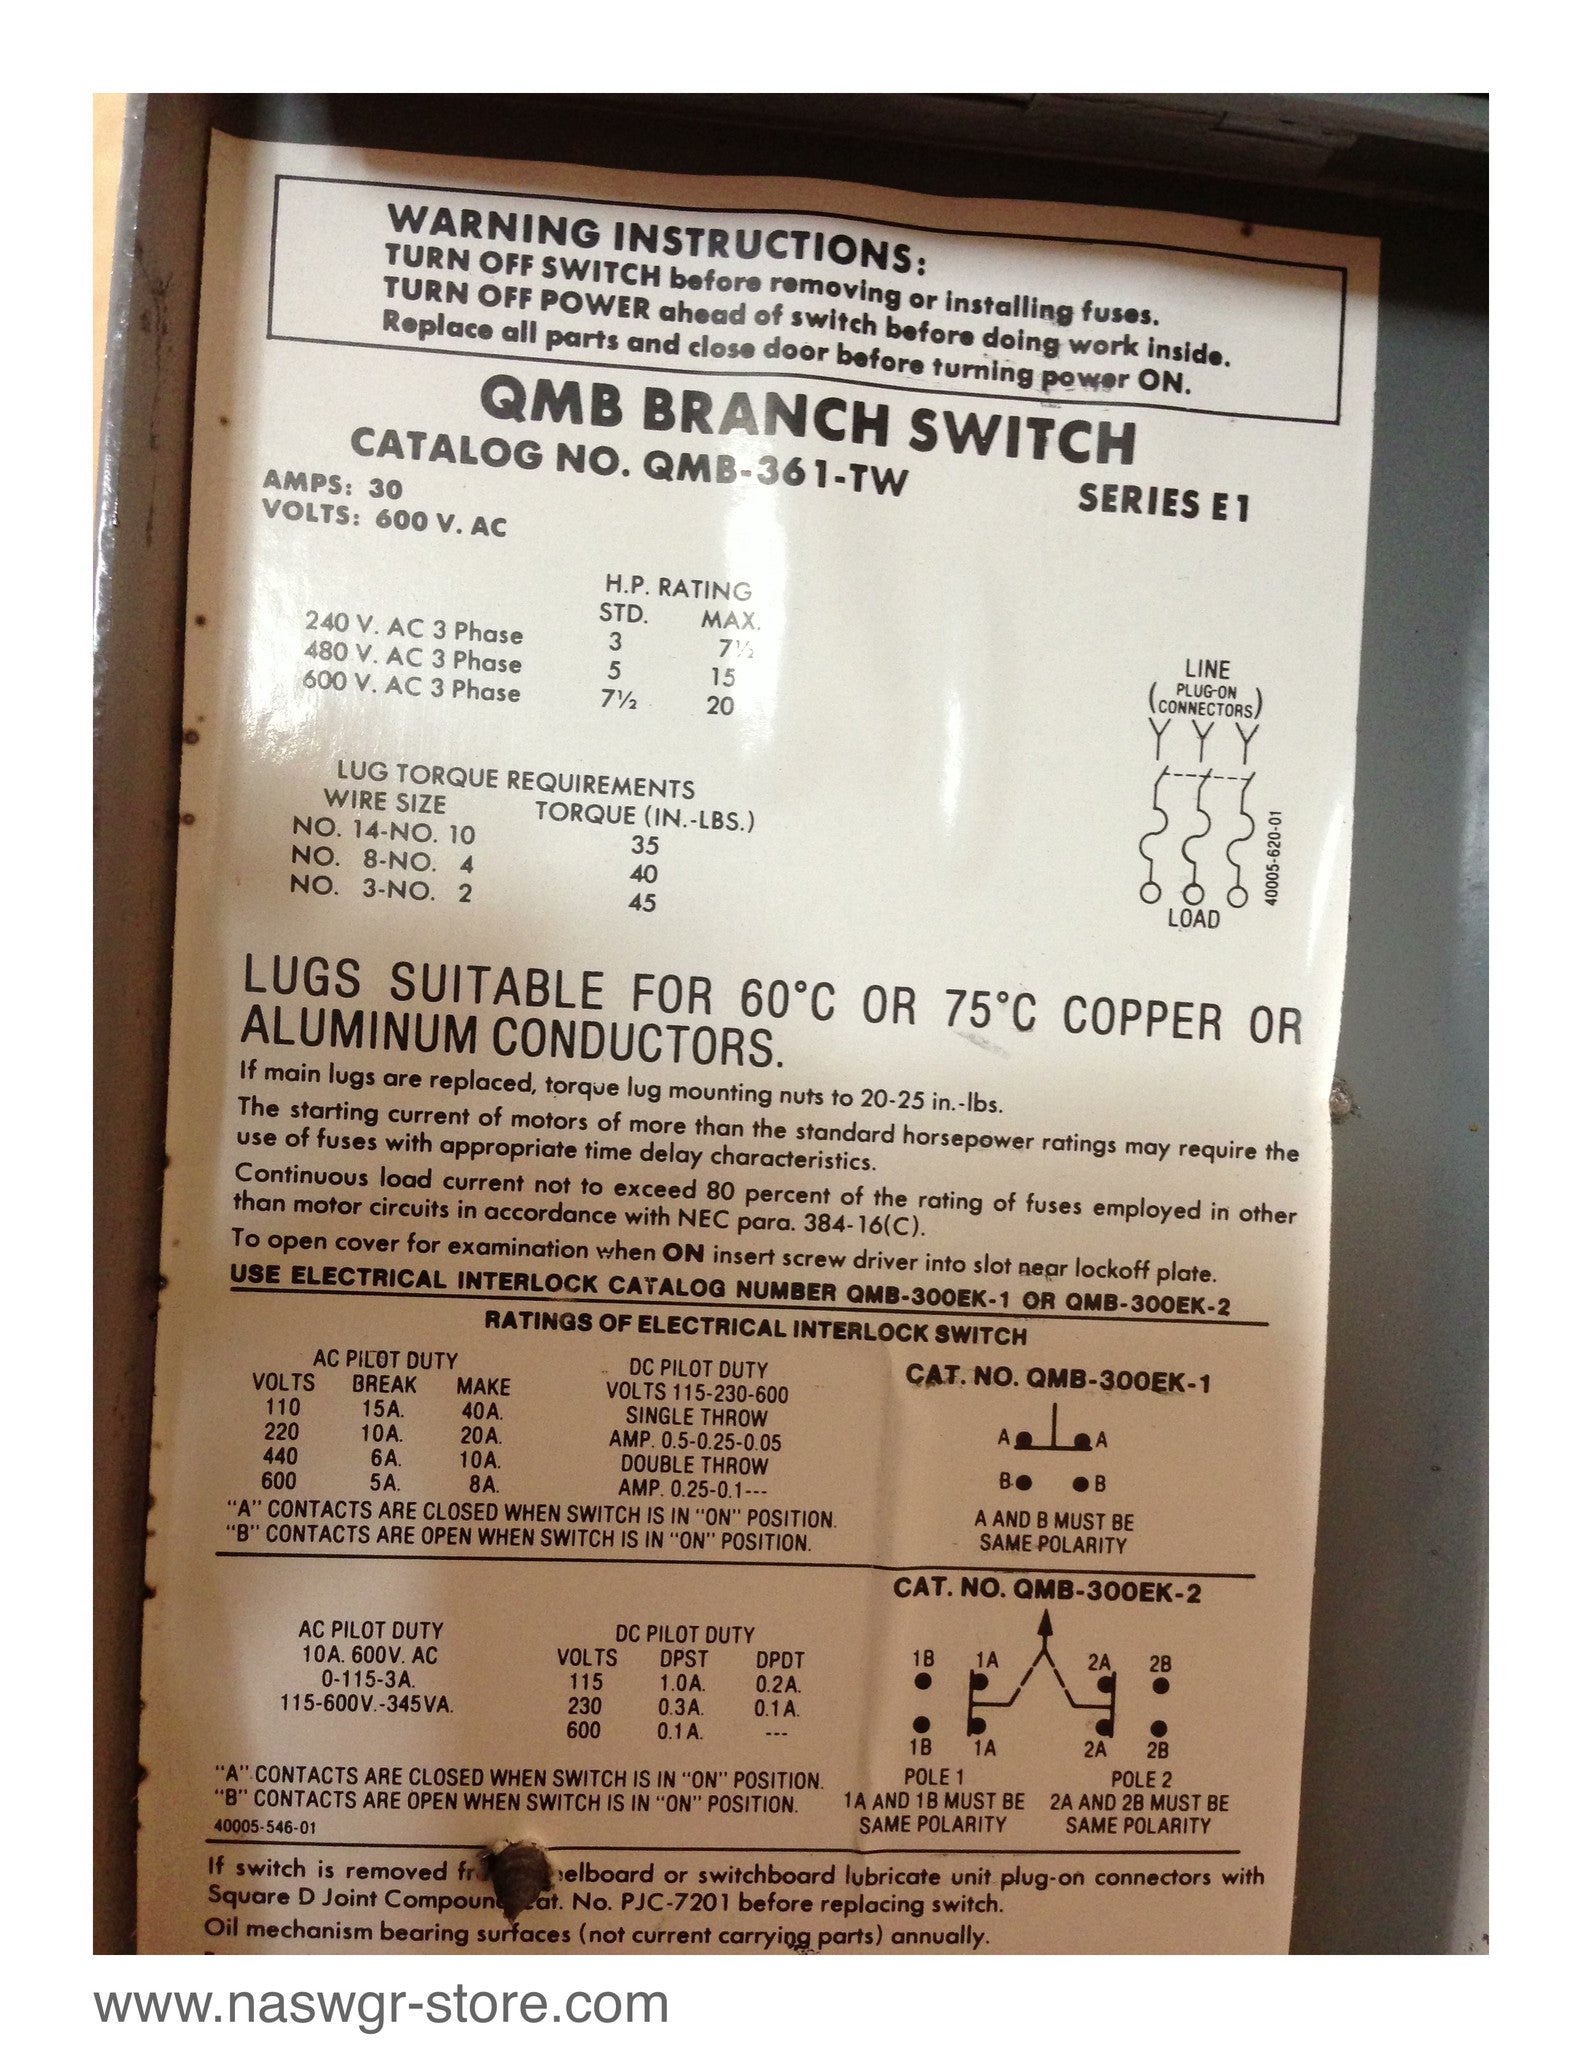 WARNING INSTRUCTIONS:
TURN OFF SWITCH before removing or installing fuses.
TURN OFF POWER ahead of switch before doing work inside.
Replace all parts and close door before turning power ON.
QMB BRANCH SWITCH
CATALOG NO. QMB-361-TW
SERIES E1
AMPS: 30
VOLTS: 600 V. AC
H.P. RATING
STD. MAX.
240 V. AC 3 Phase 3 7½
480 V. AC 3 Phase 5 15
600 V. AC 3 Phase 7½ 20
LUG TORQUE REQUIREMENTS
WIRE SIZE TORQUE (IN.-LBS.)
NO. 14-NO. 10 35
NO. 8-NO. 4 40
NO. 3-NO. 2 45
LINE
(PLUG-ON
CONNECTORS)
LOAD
40005-620-01
LUGS SUITABLE FOR 60°C OR 75°C COPPER OR
ALUMINUM CONDUCTORS.
If main lugs are replaced, torque lug mounting nuts to 20-25 in.-lbs.
The starting current of motors of more than the standard horsepower ratings may require the
use of fuses with appropriate time delay characteristics.
Continuous load current not to exceed 80 percent of the rating of fuses employed in other
than motor circuits in accordance with NEC para. 384-16(C).
To open cover for examination when ON insert screw driver into slot near lockoff plate.
USE ELECTRICAL INTERLOCK CATALOG NUMBER QMB-300EK-1 OR QMB-300EK-2
RATINGS OF ELECTRICAL INTERLOCK SWITCH
AC PILOT DUTY
VOLTS BREAK MAKE
110 15A. 40A.
220 10A. 20A.
440 6A. 10A.
600 5A. 8A.
DC PILOT DUTY
VOLTS 115-230-600
SINGLE THROW
AMP. 0.5-0.25-0.05
DOUBLE THROW
AMP. 0.25-0.1---
CAT. NO. QMB-300EK-1
A A
B B
A AND B MUST BE
SAME POLARITY
"A" CONTACTS ARE CLOSED WHEN SWITCH IS IN "ON" POSITION.
"B" CONTACTS ARE OPEN WHEN SWITCH IS IN "ON" POSITION.
CAT. NO. QMB-300EK-2
AC PILOT DUTY
10A. 600V. AC
0-115-3A.
115-600V.-345VA.
DC PILOT DUTY
VOLTS DPST DPDT
115 1.0A. 0.2A.
230 0.3A. 0.1A.
600 0.1A. ---
1B 1A 2A 2B
1B 1A 2A 2B
POLE 1 POLE 2
1A AND 1B MUST BE 2A AND 2B MUST BE
SAME POLARITY SAME POLARITY
"A" CONTACTS ARE CLOSED WHEN SWITCH IS IN "ON" POSITION.
"B" CONTACTS ARE OPEN WHEN SWITCH IS IN "ON" POSITION.
40005-546-01
If switch is removed or switchboard lubricate unit plug-on connectors with
Square D Joint Compound No. PJC-7201 before replacing switch.
Oil mechanism bearing surfaces (not current carrying parts) annually.
www.naswgr-store.com